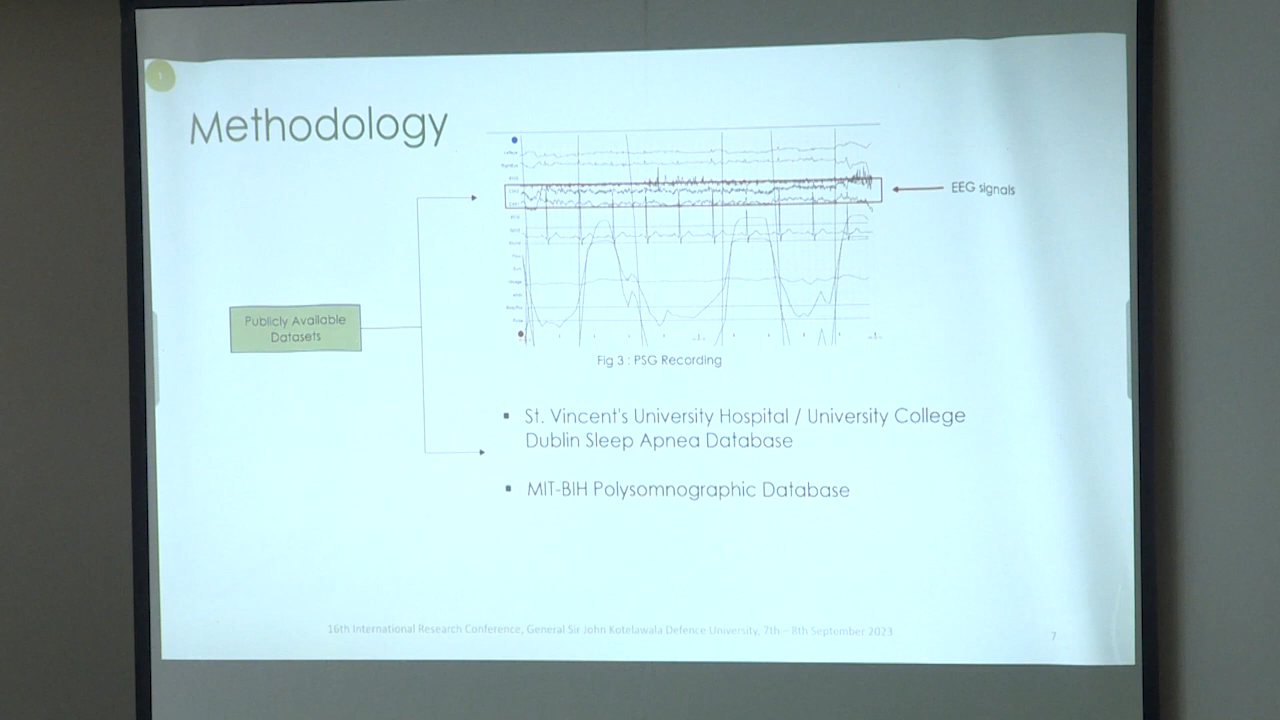 1
Methodology
EEG signals
Publicly Available
Datasets
Fig 3 : PSG Recording
▪ St. Vincent's University Hospital / University College
Dublin Sleep Apnea Database
▪ MIT-BIH Polysomnographic Database
16th International Research Conference, General Sir John Kotelawala Defence University, 7th – 8th September 2023
7